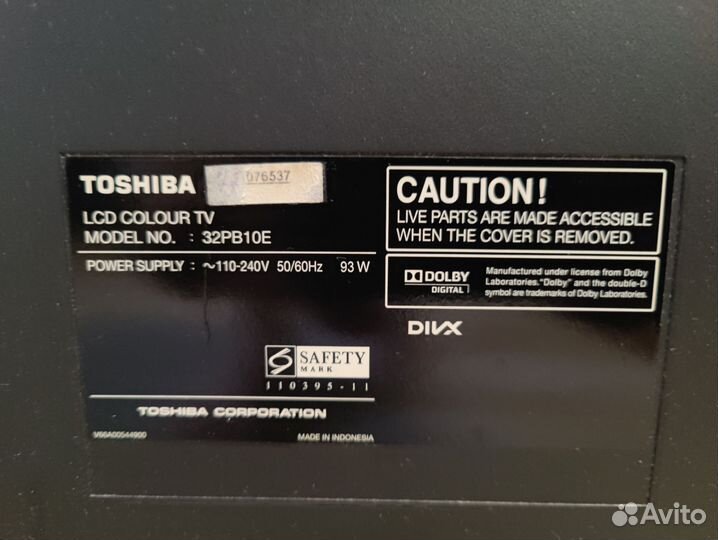 TOSHIBA
076537
LCD COLOUR TV
MODEL NO. : 32PB10E
POWER SUPPLY : ~110-240V 50/60Hz 93 W
SAFETY
MARK
110395-11
TOSHIBA CORPORATION
V66A00544900 MADE IN INDONESIA
CAUTION!
LIVE PARTS ARE MADE ACCESSIBLE
WHEN THE COVER IS REMOVED.
DOLBY
DIGITAL
Manufactured under license from Dolby
Laboratories. "Dolby" and the double-D
symbol are trademarks of Dolby Laboratories.
DIVX
Avito